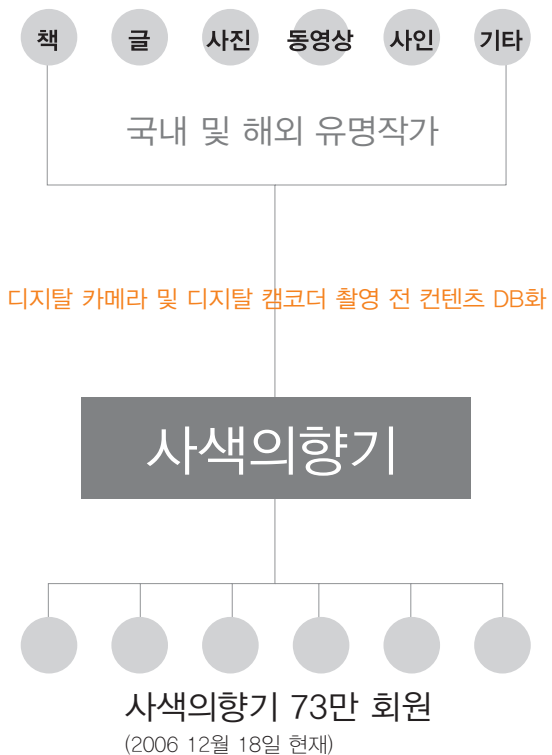 책 글 사진 동영상 사인 기타
국내 및 해외 유명작가
디지탈 카메라 및 디지탈 캠코더 촬영 전 컨텐츠 DB화
사색의향기
사색의향기 73만 회원
(2006 12월 18일 현재)